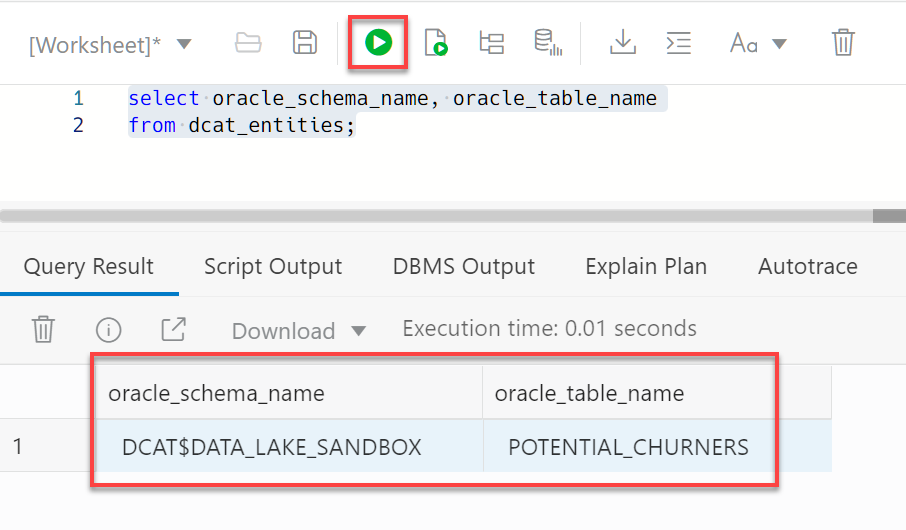 [Worksheet]*
Aa
1 select oracle_schema_name, oracle_table_name
2 from dcat_entities;
Query Result Script Output DBMS Output Explain Plan Autotrace
Download Execution time: 0.01 seconds
oracle_schema_name oracle_table_name
1 DCAT$DATA_LAKE_SANDBOX POTENTIAL_CHURNERS